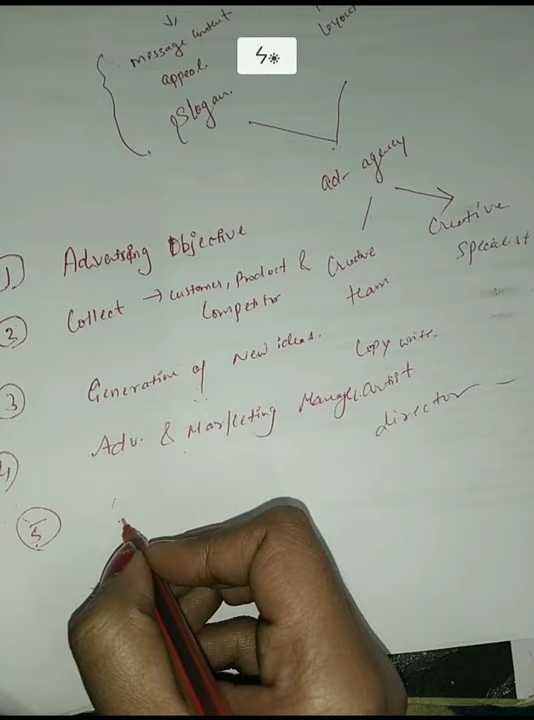 message content
layout
appeal
Slogan.
ad- agency
Creative
Specialist
Creative
team
Copy write.
Artist
director
1 Advertising Objective
2 Collect → customer, Product &
Competitor
3 Generation of New ideas.
4 Adv. & Marketing Manager
5